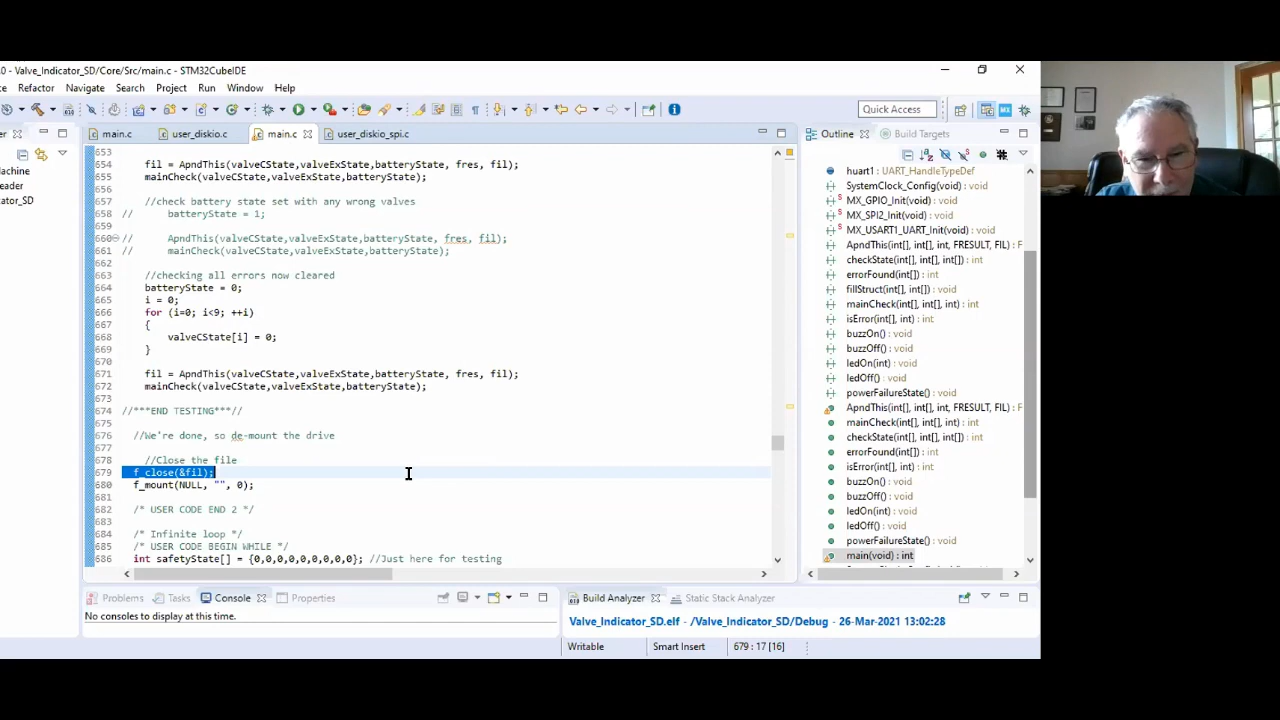 0 - Valve_Indicator_SD/Core/Src/main.c - STM32CubeIDE
Refactor Navigate Search Project Run Window Help
Quick Access
main.c user_diskio.c main.c user_diskio_spi.c
653
654 fil = ApndThis(valveCState,valveExState,batteryState, fres, fil);
655 mainCheck(valveCState,valveExState,batteryState);
656
657 //check battery state set with any wrong valves
658 // batteryState = 1;
659
660 // ApndThis(valveCState,valveExState,batteryState, fres, fil);
661 // mainCheck(valveCState,valveExState,batteryState);
662
663 //checking all errors now cleared
664 batteryState = 0;
665 i = 0;
666 for (i=0; i<9; ++i)
667 {
668 valveCState[i] = 0;
669 }
670
671 fil = ApndThis(valveCState,valveExState,batteryState, fres, fil);
672 mainCheck(valveCState,valveExState,batteryState);
673
674 //***END TESTING***//
675
676 //We're done, so de-mount the drive
677
678 //Close the file
679 f_close(&fil);
680 f_mount(NULL, "", 0);
681
682 /* USER CODE END 2 */
683
684 /* Infinite loop */
685 /* USER CODE BEGIN WHILE */
686 int safetyState[] = {0,0,0,0,0,0,0,0,0}; //Just here for testing
achine
eader
ator_SD
Outline Build Targets
huart1 : UART_HandleTypeDef
SystemClock_Config(void) : void
MX_GPIO_Init(void) : void
MX_SPI2_Init(void) : void
MX_USART1_UART_Init(void) : void
ApndThis(int[], int[], int, FRESULT, FIL) : F
checkState(int[], int[]) : void
errorFound(int[]) : int
fillStruct(int[], int[]) : void
mainCheck(int[], int[], int) : int
isError(int[], int) : int
buzzOn() : void
buzzOff() : void
ledOn(int) : void
ledOff() : void
powerFailureState() : void
ApndThis(int[], int[], int, FRESULT, FIL) : F
mainCheck(int[], int[], int) : int
checkState(int[], int[]) : void
errorFound(int[]) : int
isError(int[], int) : int
buzzOn() : void
buzzOff() : void
ledOn(int) : void
ledOff() : void
powerFailureState() : void
main(void) : int
Problems Tasks Console Properties
No consoles to display at this time.
Build Analyzer Static Stack Analyzer
Valve_Indicator_SD.elf - /Valve_Indicator_SD/Debug - 26-Mar-2021 13:02:28
Writable Smart Insert 679 : 17 [16]